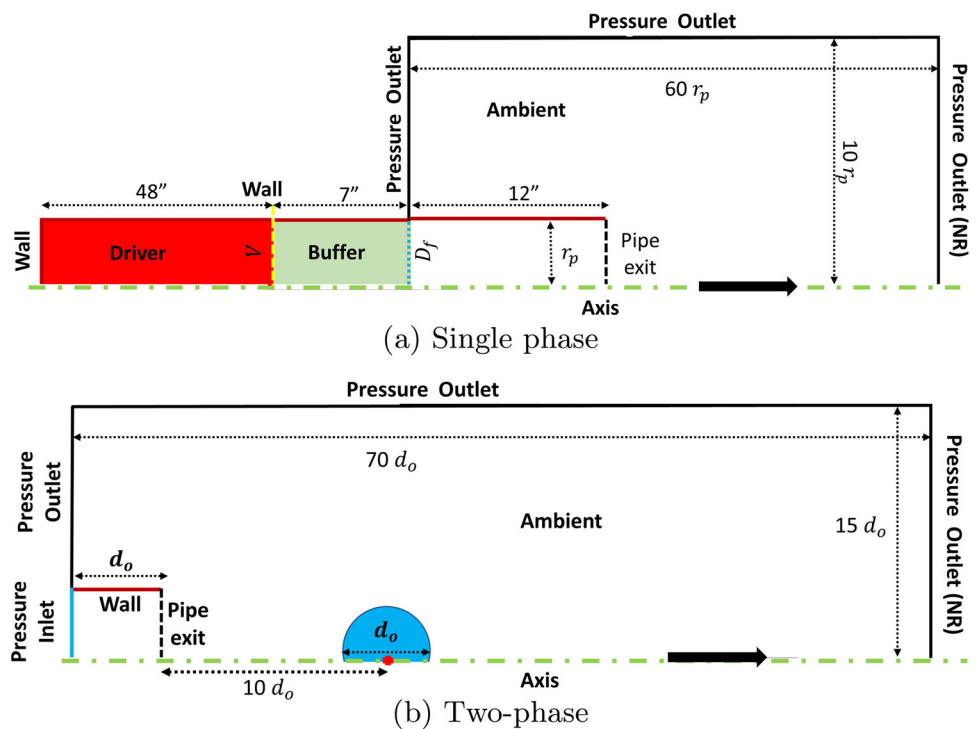 Pressure Outlet
Pressure Outlet
60 r_p
Ambient
10 r_p
Pressure Outlet (NR)
48”
Wall
7”
12”
Wall
Driver
V
Buffer
D_f
r_p
Pipe
exit
Axis
(a) Single phase
Pressure Outlet
Pressure
Outlet
70 d_o
Ambient
15 d_o
Pressure Outlet (NR)
d_o
Wall
Pressure
Inlet
Pipe
exit
d_o
10 d_o
Axis
(b) Two-phase